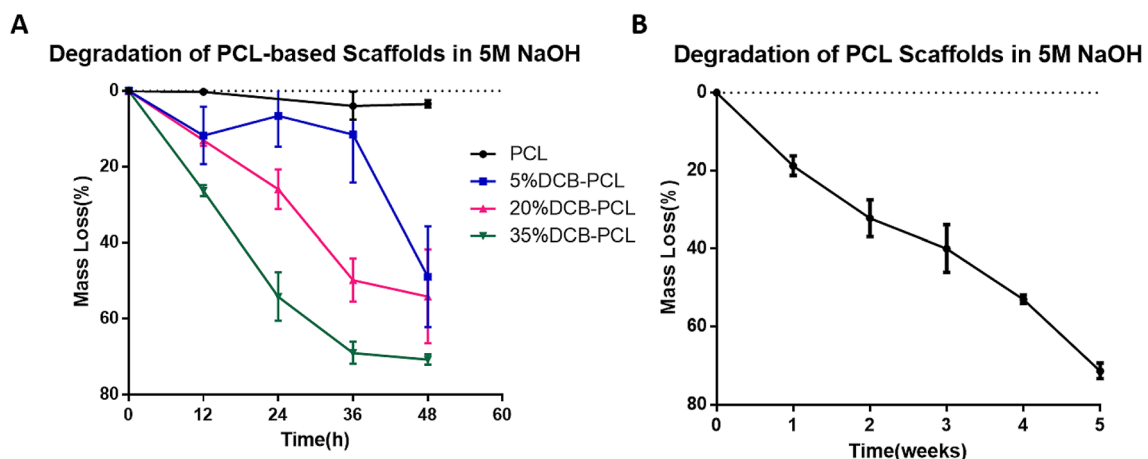 A
Degradation of PCL-based Scaffolds in 5M NaOH
0
20
40
60
80
Mass Loss(%)
0 12 24 36 48 60
Time(h)
PCL
5%DCB-PCL
20%DCB-PCL
35%DCB-PCL
B
Degradation of PCL Scaffolds in 5M NaOH
0
20
40
60
80
Mass Loss(%)
0 1 2 3 4 5
Time(weeks)